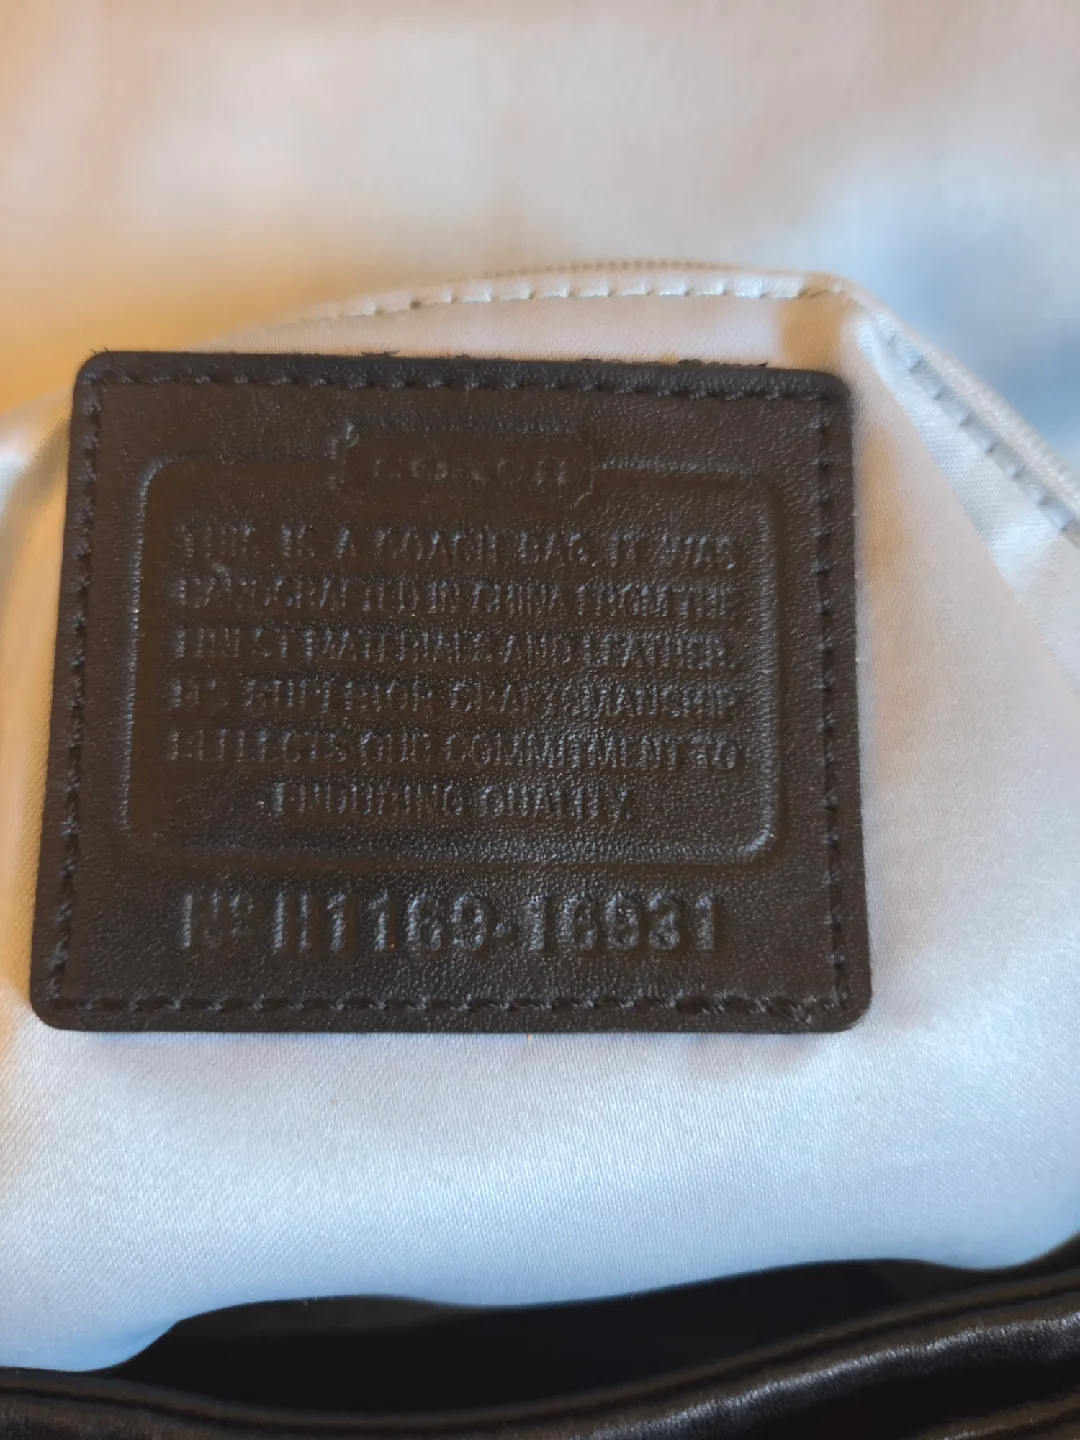 COACH
THIS IS A COACH BAG. IT WAS
HANDCRAFTED IN CHINA FROM THE
FINEST MATERIALS AND LEATHER.
ITS SUPERIOR CRAFTSMANSHIP
REFLECTS OUR COMMITMENT TO
ENDURING QUALITY.
Nº H1169-16931